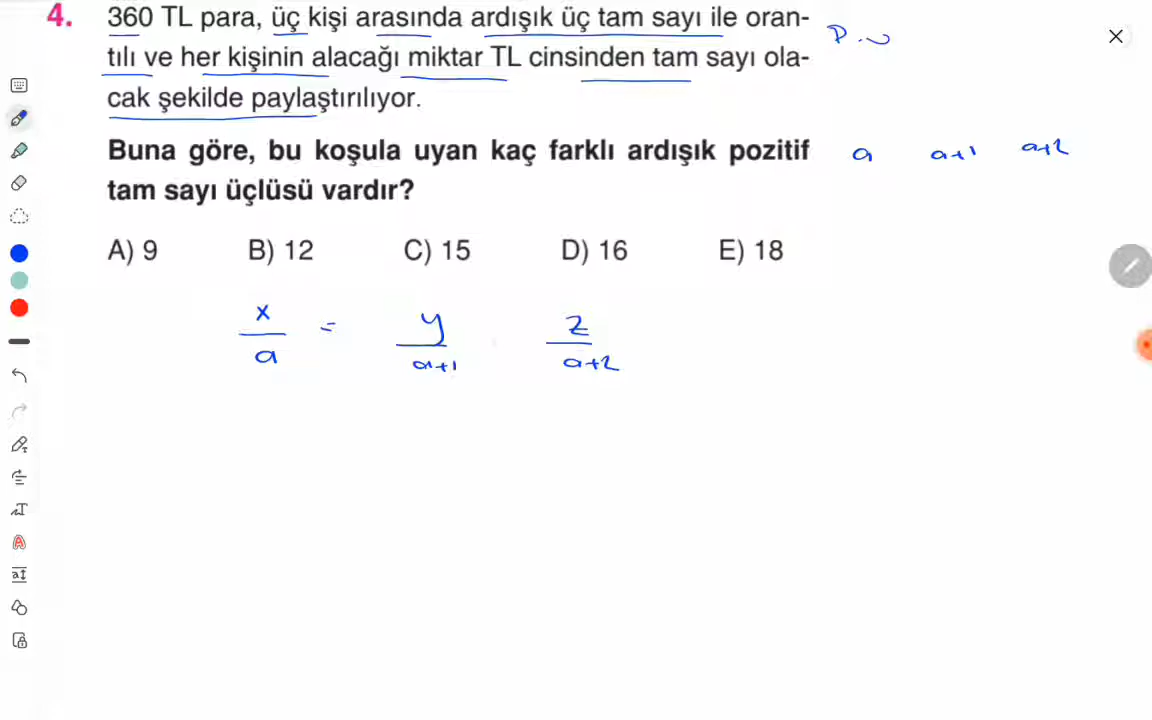 4. 360 TL para, üç kişi arasında ardışık üç tam sayı ile oran-
tılı ve her kişinin alacağı miktar TL cinsinden tam sayı ola-
cak şekilde paylaştırılıyor.
Buna göre, bu koşula uyan kaç farklı ardışık pozitif
tam sayı üçlüsü vardır?
a a+1 a+2
A) 9 B) 12 C) 15 D) 16 E) 18
x = y z
a a+1 a+2